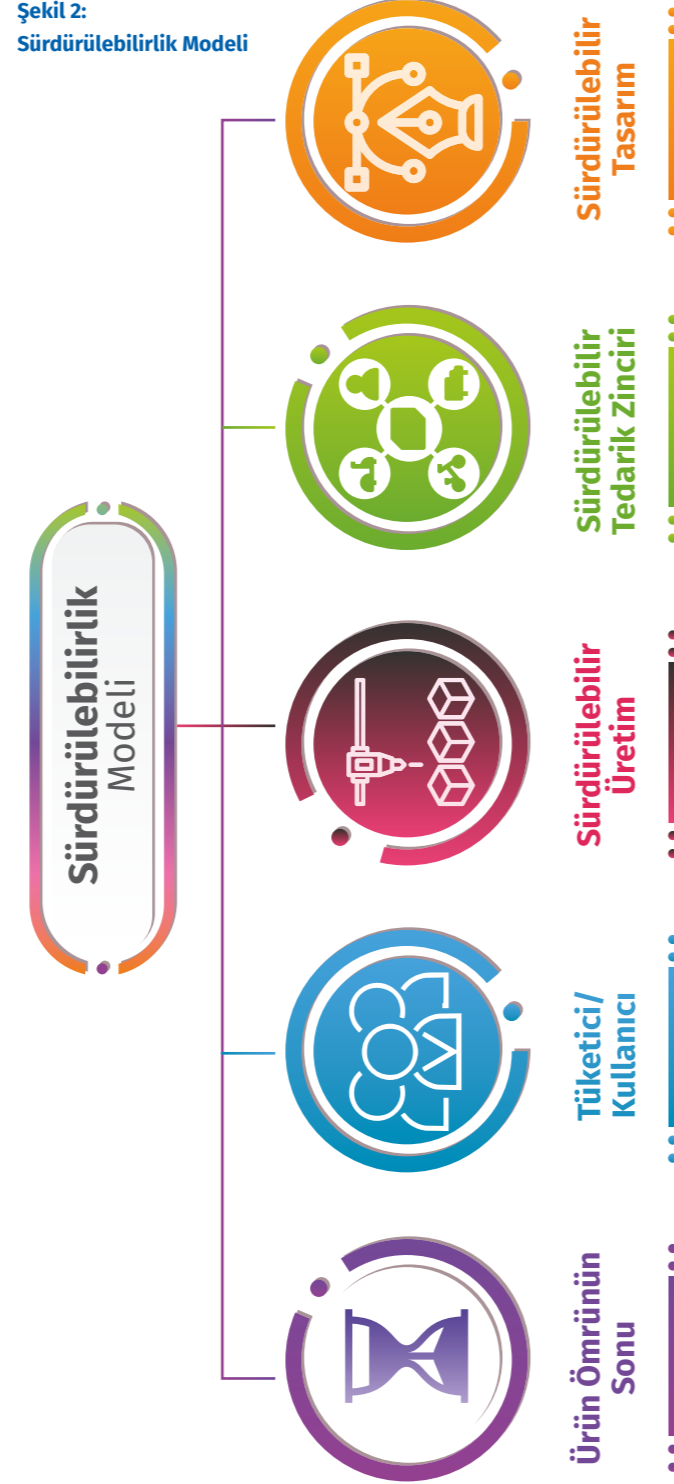 Şekil 2:
Sürdürülebilirlik Modeli
Sürdürülebilirlik
Modeli
Sürdürülebilir
Tasarım
Sürdürülebilir
Tedarik Zinciri
Sürdürülebilir
Üretim
Tüketici/
Kullanıcı
Ürün Ömrünün
Sonu